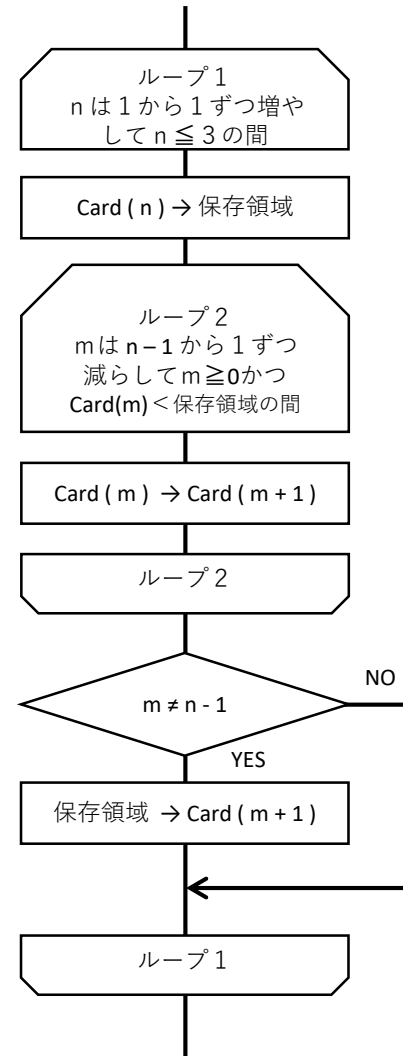 ループ１
nは１から１ずつ増や
してn≦３の間
Card ( n ) → 保存領域
ループ２
mは n – 1 から１ずつ
減らしてm≧0かつ
Card(m)＜保存領域の間
Card ( m ) → Card ( m + 1 )
ループ２
m ≠ n - 1
NO
YES
保存領域 → Card ( m + 1 )
ループ１